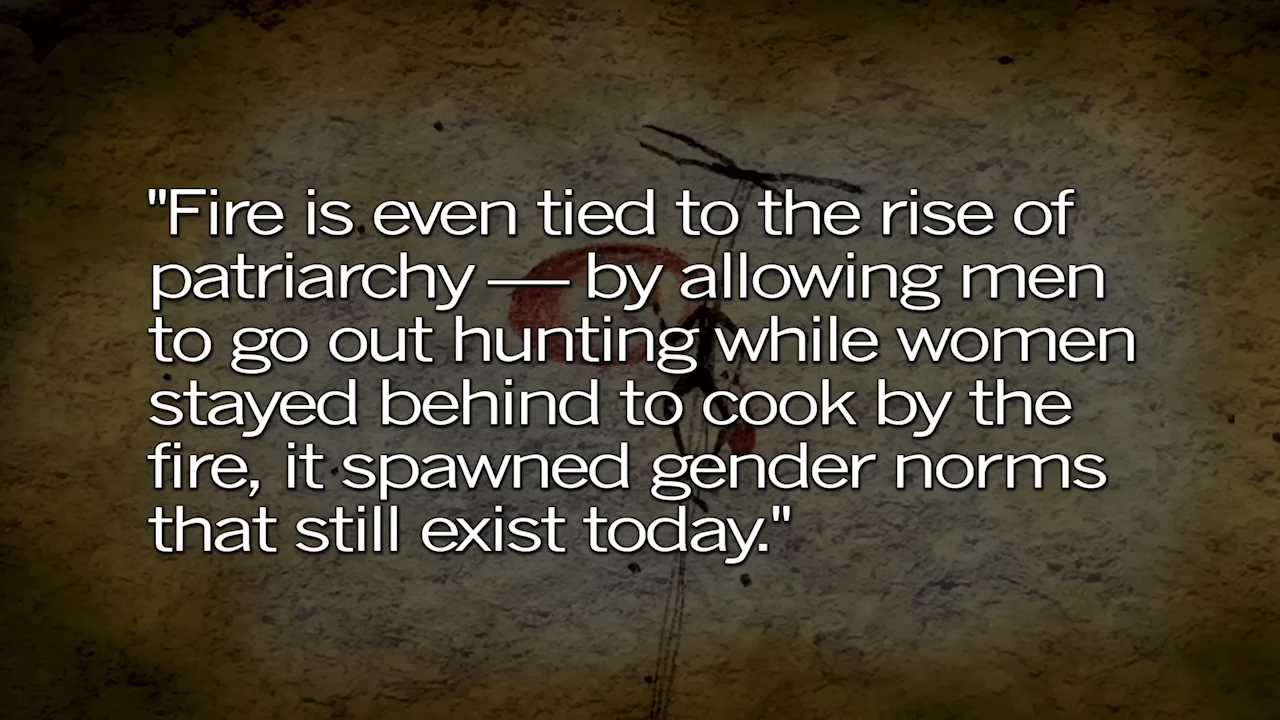 "Fire is even tied to the rise of
patriarchy — by allowing men
to go out hunting while women
stayed behind to cook by the
fire, it spawned gender norms
that still exist today."